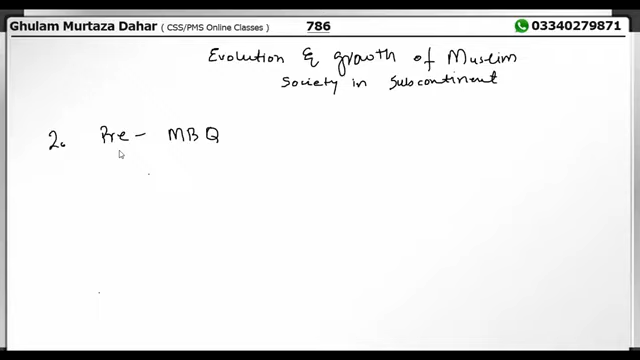 Ghulam Murtaza Dahar ( CSS/PMS Online Classes ) 786 03340279871
Evolution & growth of Muslim
Society in Subcontinent
2. Pre - MBQ